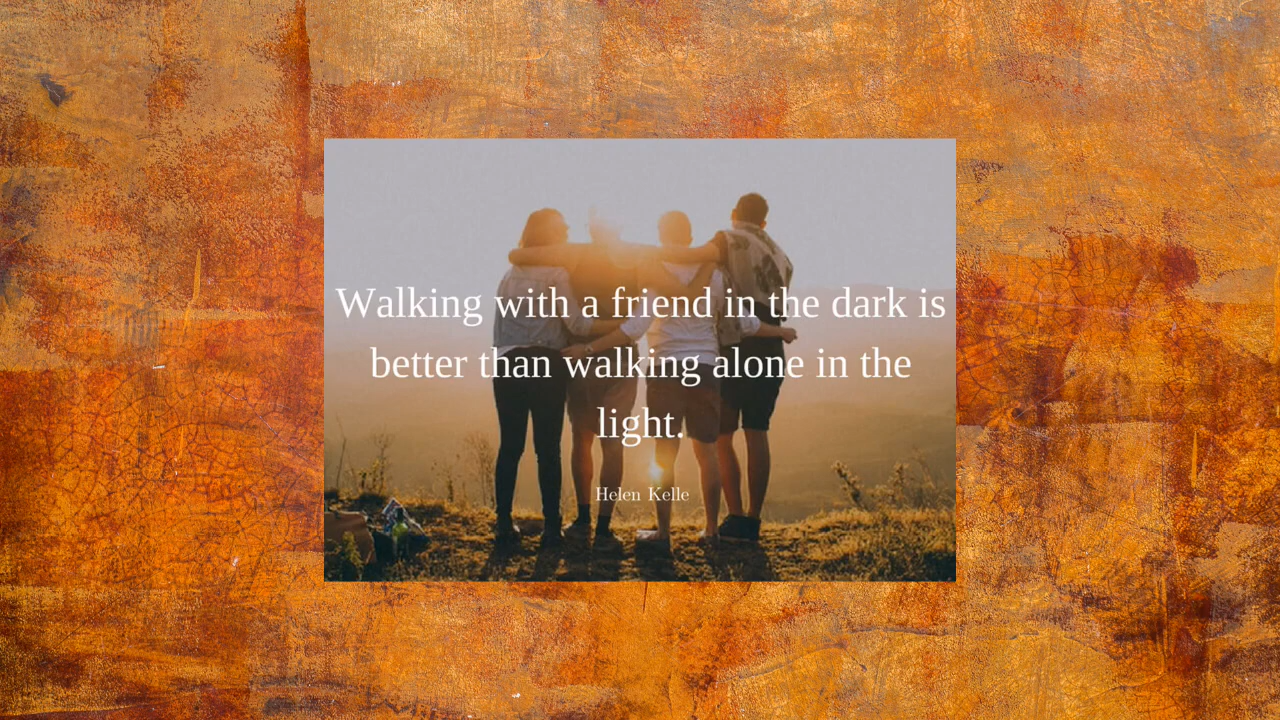 Walking with a friend in the dark is
better than walking alone in the
light.
Helen Kelle